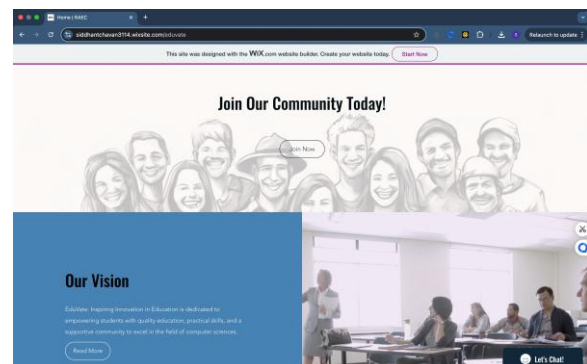 Home | RAEC
siddhantchavan3114.wixsite.com/eduvate
Relaunch to update
This site was designed with the WiX.com website builder. Create your website today.
Start Now
Join Our Community Today!
Join Now
Our Vision
EduVate: Inspiring Innovation in Education is dedicated to
empowering students with quality education, practical skills, and a
supportive community to excel in the field of computer sciences.
Read More
Let's Chat!